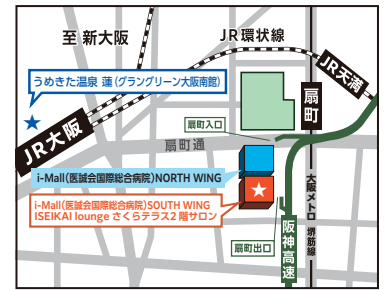 至 新大阪
JR環状線
JR天満
うめきた温泉 蓮（グラングリーン大阪南館）
扇町
扇町入口
JR大阪
扇町通
i-Mall（医誠会国際総合病院）NORTH WING
i-Mall（医誠会国際総合病院）SOUTH WING
ISEIKAI lounge さくらテラス2階サロン
大阪メトロ 堺筋線
阪神高速
扇町出口